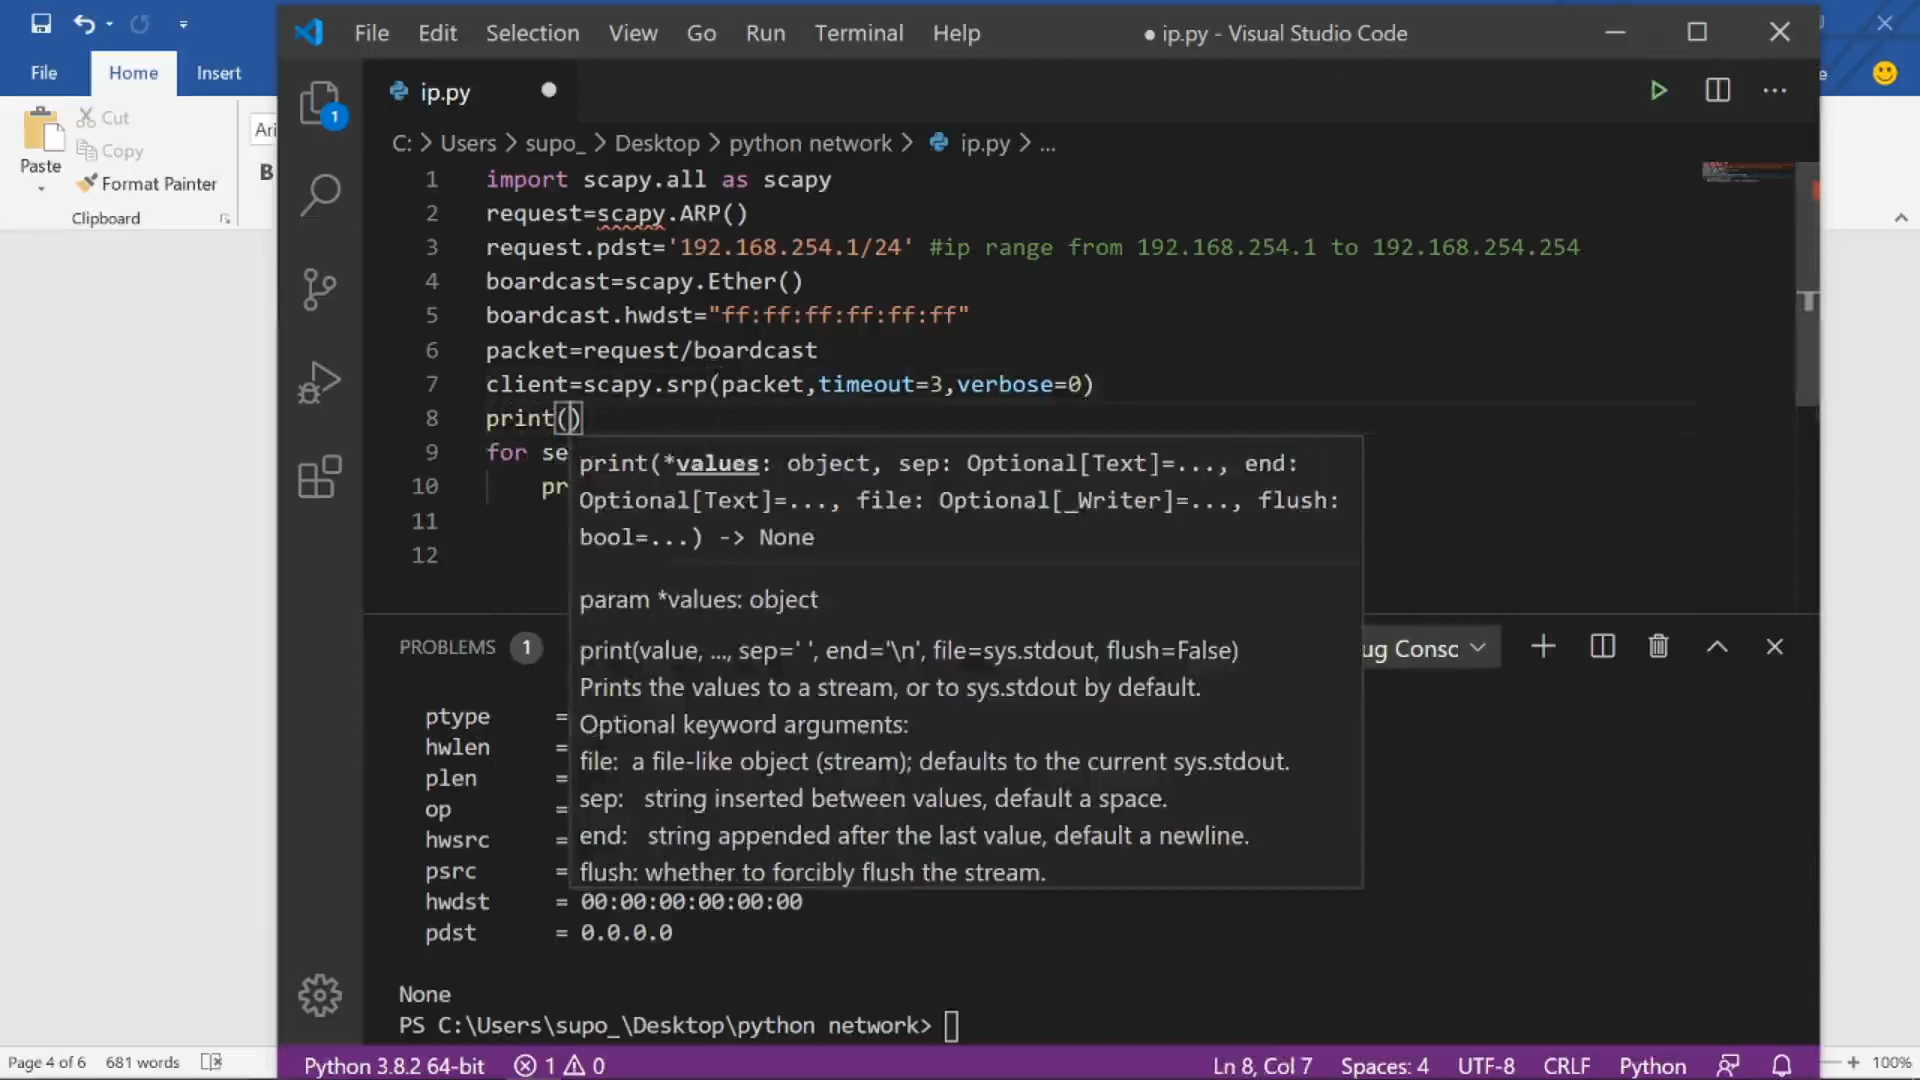 File Edit Selection View Go Run Terminal Help ● ip.py - Visual Studio Code
File Home Insert
ip.py
Paste
Cut
Copy
Format Painter
Clipboard
Ari
B
C: > Users > supo_ > Desktop > python network > ip.py > ...
1 import scapy.all as scapy
2 request=scapy.ARP()
3 request.pdst='192.168.254.1/24' #ip range from 192.168.254.1 to 192.168.254.254
4 boardcast=scapy.Ether()
5 boardcast.hwdst="ff:ff:ff:ff:ff:ff"
6 packet=request/boardcast
7 client=scapy.srp(packet,timeout=3,verbose=0)
8 print()
9 for se
10 pr
11
12
print(*values: object, sep: Optional[Text]=..., end:
Optional[Text]=..., file: Optional[_Writer]=..., flush:
bool=...) -> None
param *values: object
print(value, ..., sep=' ', end='\n', file=sys.stdout, flush=False)
Prints the values to a stream, or to sys.stdout by default.
Optional keyword arguments:
file: a file-like object (stream); defaults to the current sys.stdout.
sep: string inserted between values, default a space.
end: string appended after the last value, default a newline.
flush: whether to forcibly flush the stream.
PROBLEMS 1
ug Consc
ptype =
hwlen =
plen =
op =
hwsrc =
psrc =
hwdst = 00:00:00:00:00:00
pdst = 0.0.0.0
None
PS C:\Users\supo_\Desktop\python network>
Python 3.8.2 64-bit 1 0 Ln 8, Col 7 Spaces: 4 UTF-8 CRLF Python
Page 4 of 6 681 words
100%